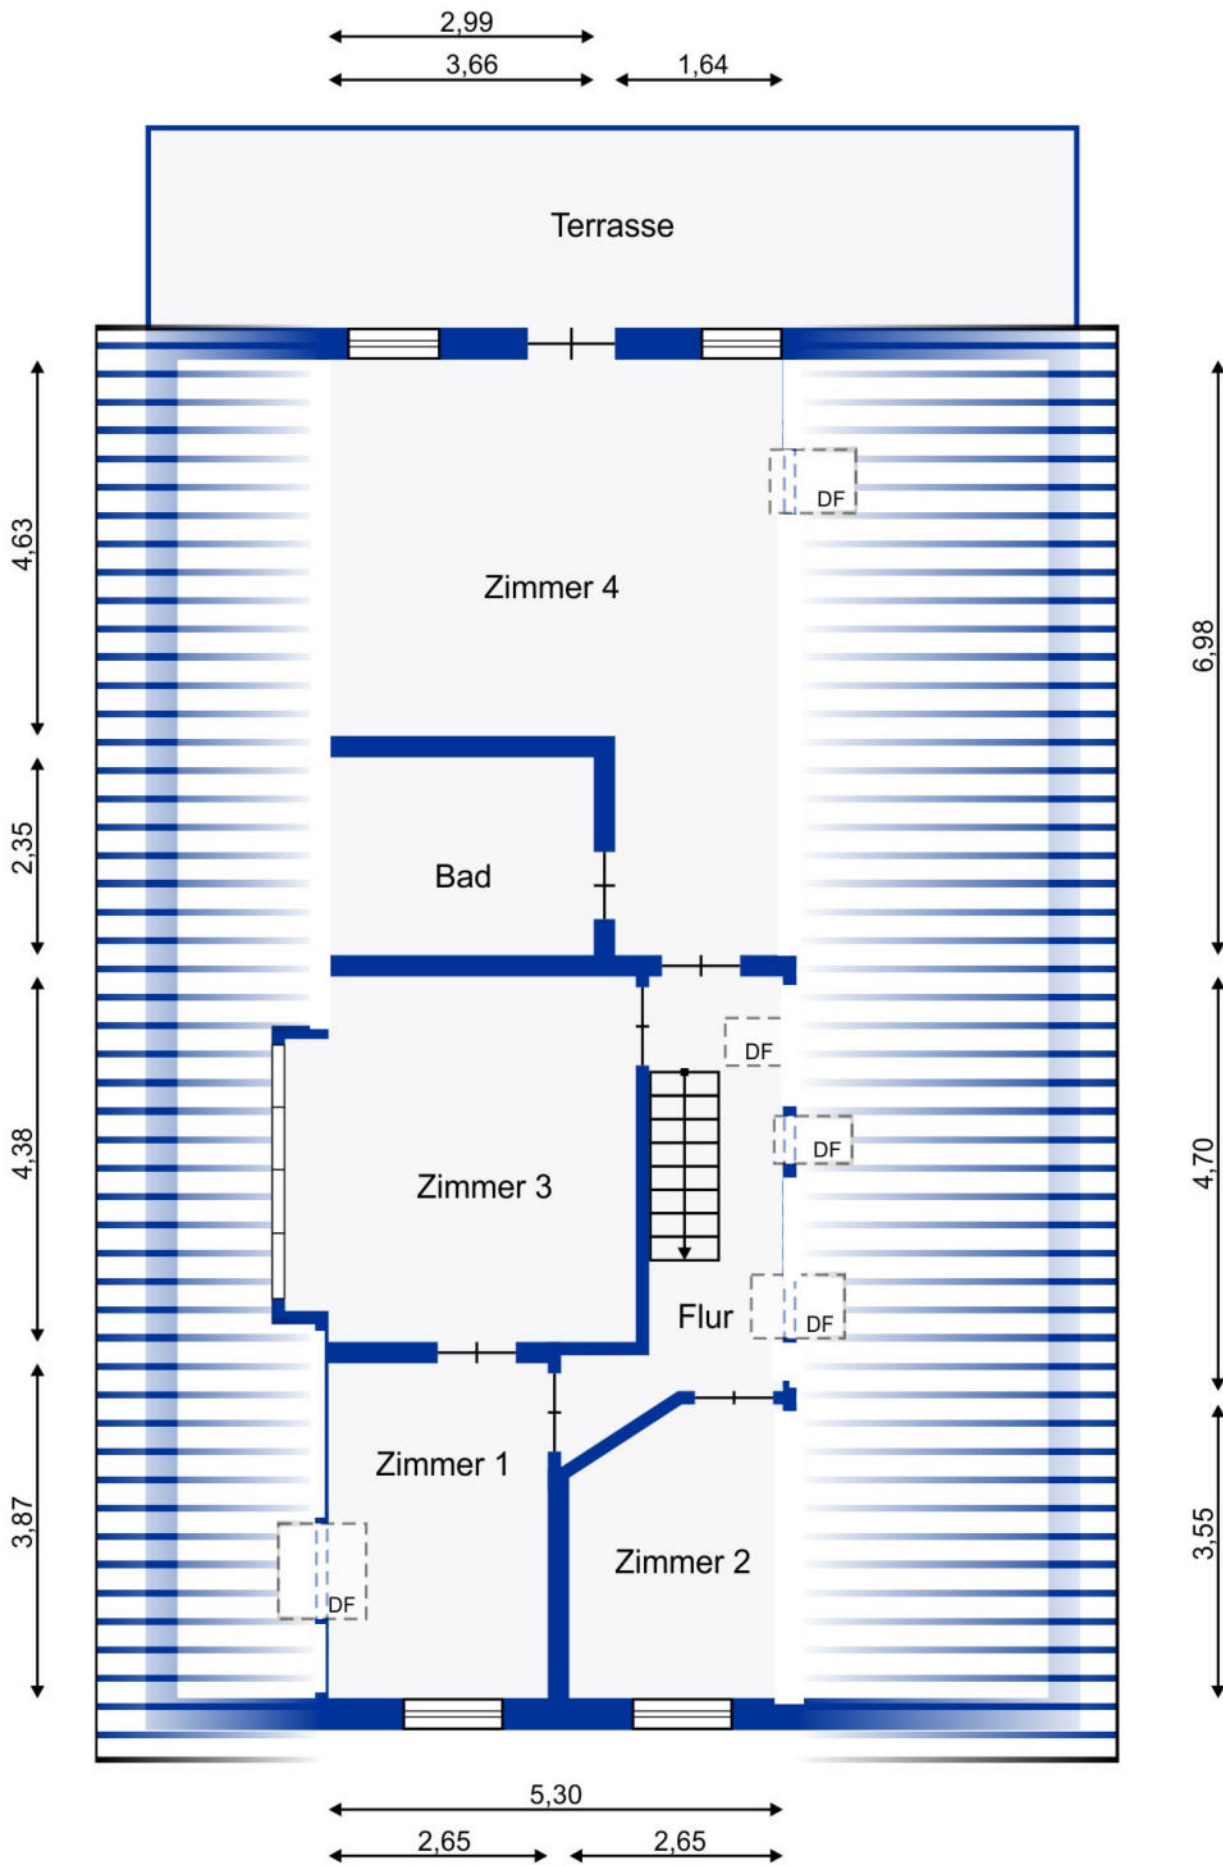 2,99
3,66
1,64
Terrasse
DF
4,63
Zimmer 4
6,98
2,35
Bad
DF
4,38
DF
4,70
Zimmer 3
Flur
DF
Zimmer 1
3,87
3,55
Zimmer 2
DF
5,30
2,65
2,65